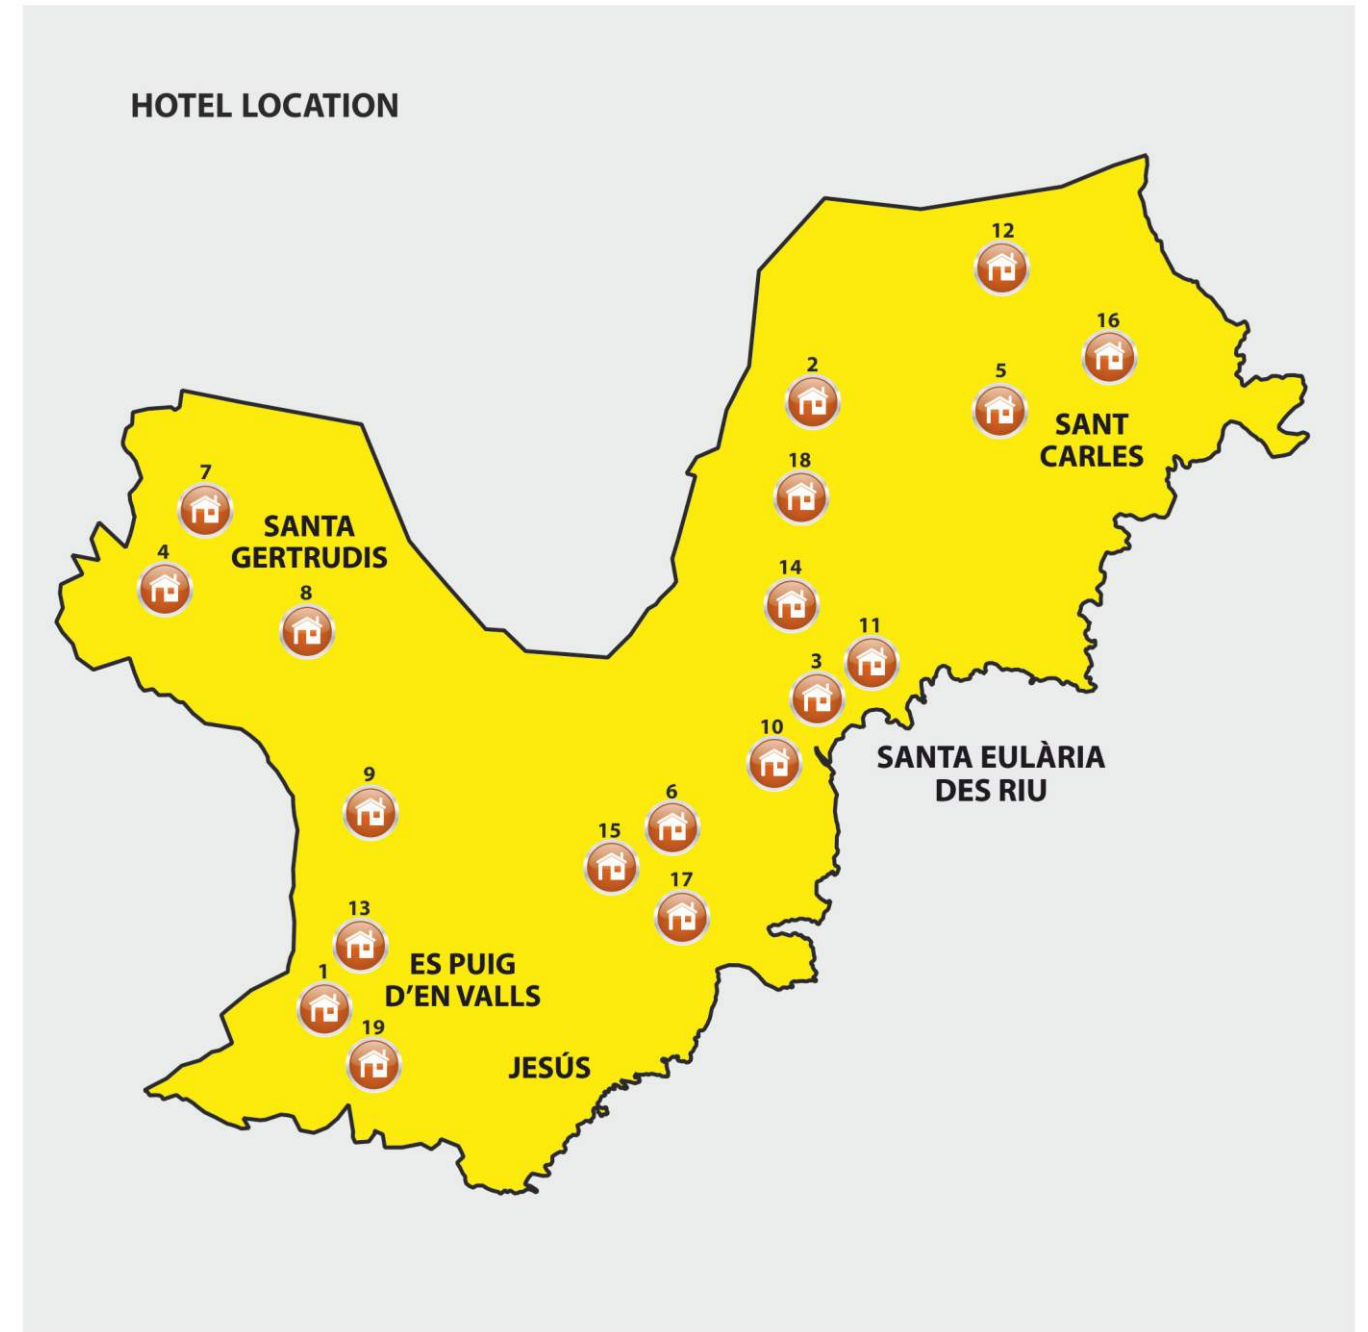 HOTEL LOCATION
12
16
2
5
SANT
CARLES
18
7
SANTA
GERTRUDIS
4
8
14
11
3
10
SANTA EULÀRIA
DES RIU
9
6
15
17
13
ES PUIG
D'EN VALLS
1
19
JESÚS